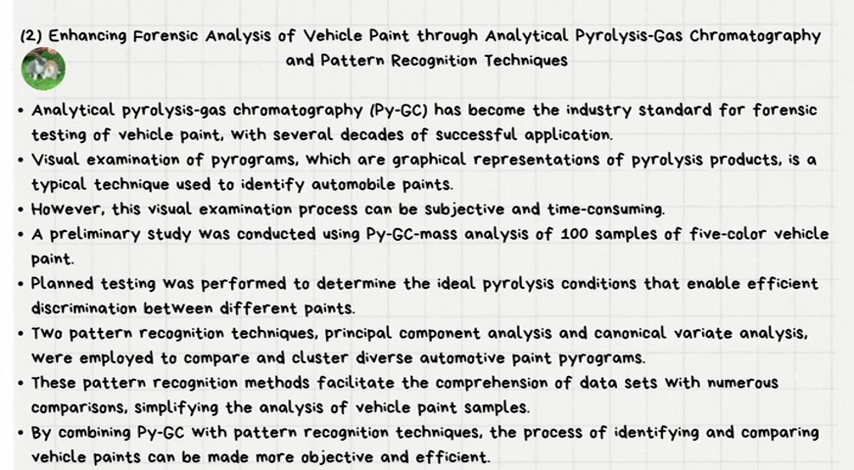 (2) Enhancing Forensic Analysis of Vehicle Paint through Analytical Pyrolysis-Gas Chromatography
and Pattern Recognition Techniques
• Analytical pyrolysis-gas chromatography (Py-GC) has become the industry standard for forensic
testing of vehicle paint, with several decades of successful application.
• Visual examination of pyrograms, which are graphical representations of pyrolysis products, is a
typical technique used to identify automobile paints.
• However, this visual examination process can be subjective and time-consuming.
• A preliminary study was conducted using Py-GC-mass analysis of 100 samples of five-color vehicle
paint.
• Planned testing was performed to determine the ideal pyrolysis conditions that enable efficient
discrimination between different paints.
• Two pattern recognition techniques, principal component analysis and canonical variate analysis,
were employed to compare and cluster diverse automotive paint pyrograms.
• These pattern recognition methods facilitate the comprehension of data sets with numerous
comparisons, simplifying the analysis of vehicle paint samples.
• By combining Py-GC with pattern recognition techniques, the process of identifying and comparing
vehicle paints can be made more objective and efficient.